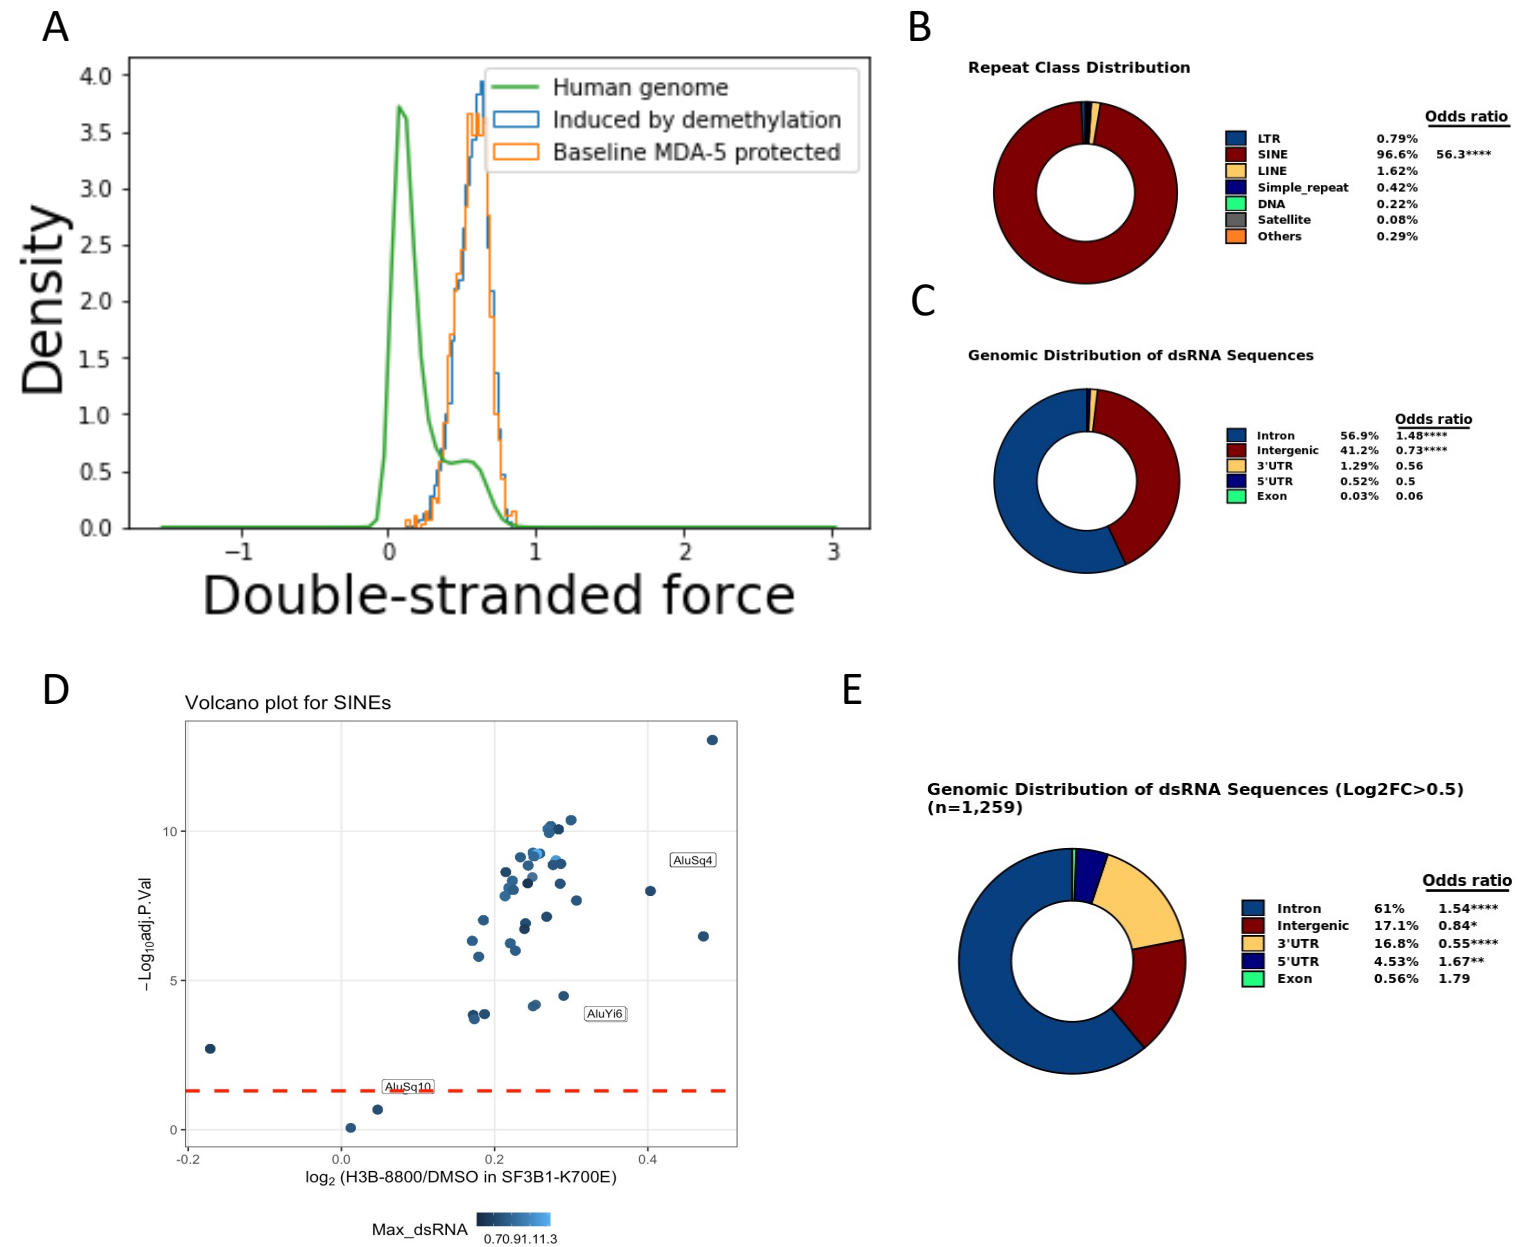 A
4.0
3.5
3.0
2.5
2.0
1.5
1.0
0.5
0.0
Density
Human genome
Induced by demethylation
Baseline MDA-5 protected
−1 0 1 2 3
Double-stranded force
B
Repeat Class Distribution
Odds ratio
LTR 0.79%
SINE 96.6% 56.3****
LINE 1.62%
Simple_repeat 0.42%
DNA 0.22%
Satellite 0.08%
Others 0.29%
C
Genomic Distribution of dsRNA Sequences
Odds ratio
Intron 56.9% 1.48****
Intergenic 41.2% 0.73****
3'UTR 1.29% 0.56
5'UTR 0.52% 0.5
Exon 0.03% 0.06
D
Volcano plot for SINEs
10
5
0
−Log10adj.P.Val
AluSq4
AluYi6
AluSq10
-0.2 0.0 0.2 0.4
log2 (H3B-8800/DMSO in SF3B1-K700E)
Max_dsRNA
0.70.91.11.3
E
Genomic Distribution of dsRNA Sequences (Log2FC>0.5)
(n=1,259)
Odds ratio
Intron 61% 1.54****
Intergenic 17.1% 0.84*
3'UTR 16.8% 0.55****
5'UTR 4.53% 1.67**
Exon 0.56% 1.79